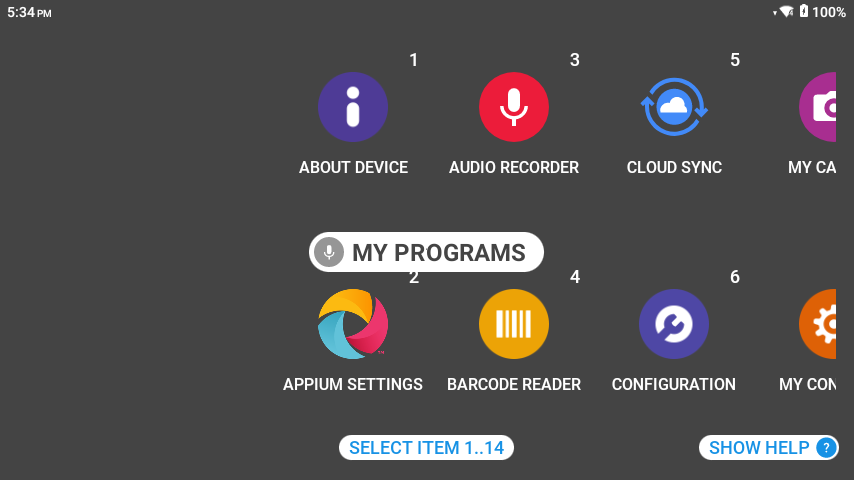 5:34 PM
100%
1
3
5
ABOUT DEVICE
AUDIO RECORDER
CLOUD SYNC
MY CA
MY PROGRAMS
2
4
6
APPIUM SETTINGS
BARCODE READER
CONFIGURATION
MY CON
SELECT ITEM 1..14
SHOW HELP ?